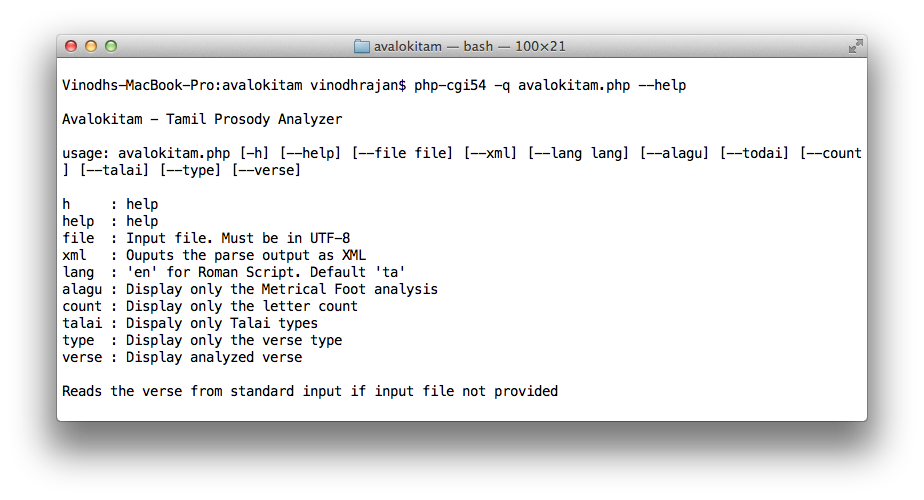 avalokitam — bash — 100×21
Vinodhs-MacBook-Pro:avalokitam vinodhrajan$ php-cgi54 -q avalokitam.php --help
Avalokitam - Tamil Prosody Analyzer
usage: avalokitam.php [-h] [--help] [--file file] [--xml] [--lang lang] [--alagu] [--todai] [--count
] [--talai] [--type] [--verse]
h     : help
help  : help
file  : Input file. Must be in UTF-8
xml   : Ouputs the parse output as XML
lang  : 'en' for Roman Script. Default 'ta'
alagu : Display only the Metrical Foot analysis
count : Display only the letter count
talai : Dispaly only Talai types
type  : Display only the verse type
verse : Display analyzed verse
Reads the verse from standard input if input file not provided